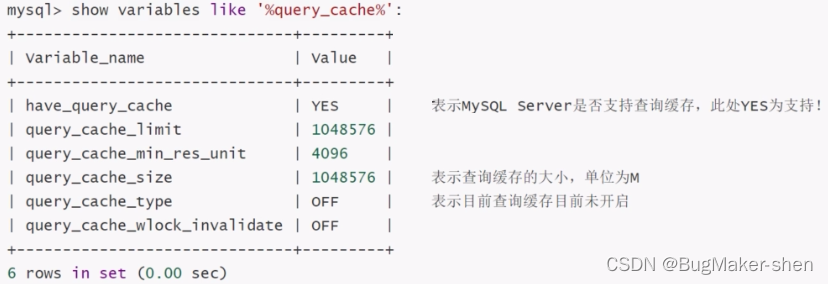 mysql> show variables like '%query_cache%':
+------------------------------+---------+
| Variable_name | Value |
+------------------------------+---------+
| have_query_cache | YES | 表示MySQL Server是否支持查询缓存，此处YES为支持！
| query_cache_limit | 1048576 |
| query_cache_min_res_unit | 4096 |
| query_cache_size | 1048576 | 表示查询缓存的大小，单位为M
| query_cache_type | OFF | 表示目前查询缓存目前未开启
| query_cache_wlock_invalidate | OFF |
+------------------------------+---------+
6 rows in set (0.00 sec)
CSDN @BugMaker-shen